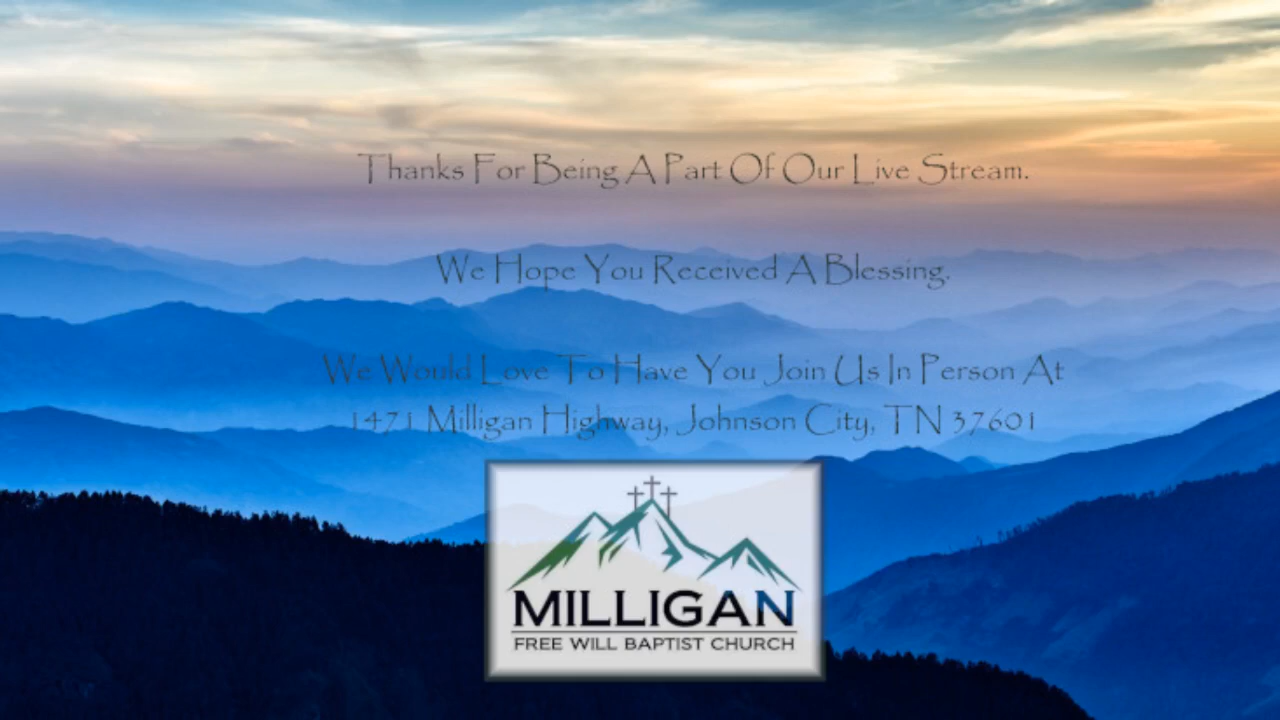 Thanks For Being A Part Of Our Live Stream.
We Hope You Received A Blessing.
We Would Love To Have You Join Us In Person At
1471 Milligan Highway, Johnson City, TN 37601
MILLIGAN
FREE WILL BAPTIST CHURCH